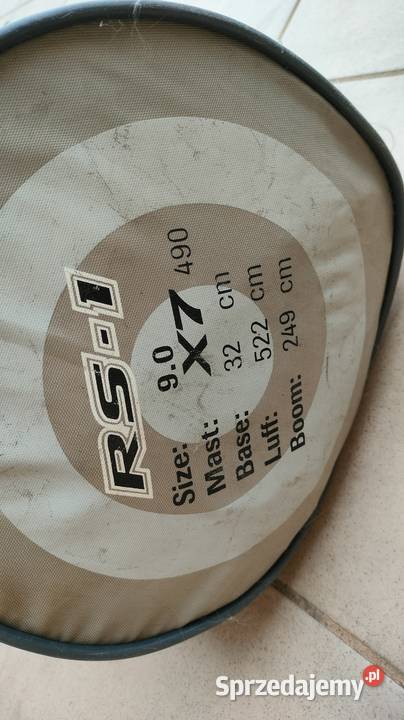 RS-1
Size: 9.0
Mast: X7 490
Base: 32 cm
Luff: 522 cm
Boom: 249 cm
Sprzedajemy.pl